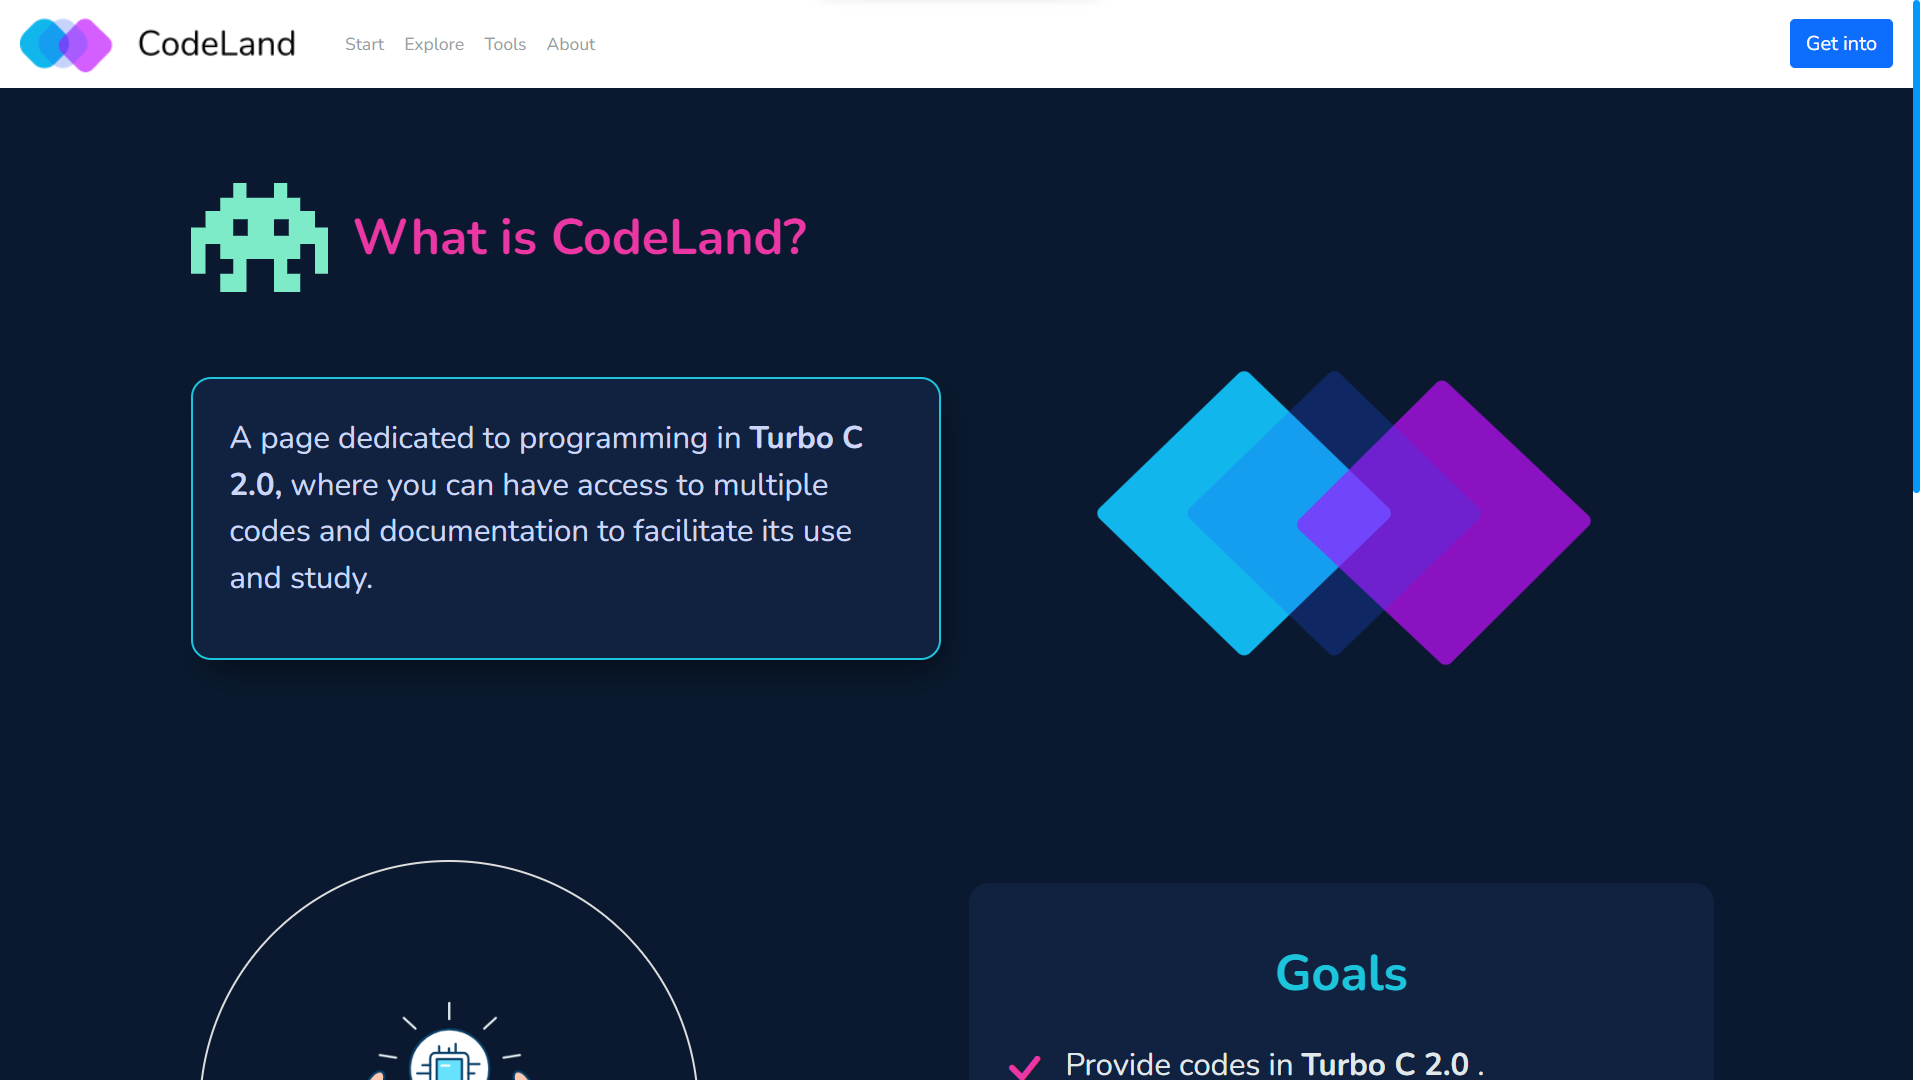 CodeLand
Start
Explore
Tools
About
Get into
What is CodeLand?
A page dedicated to programming in Turbo C
2.0, where you can have access to multiple
codes and documentation to facilitate its use
and study.
Goals
Provide codes in Turbo C 2.0 .